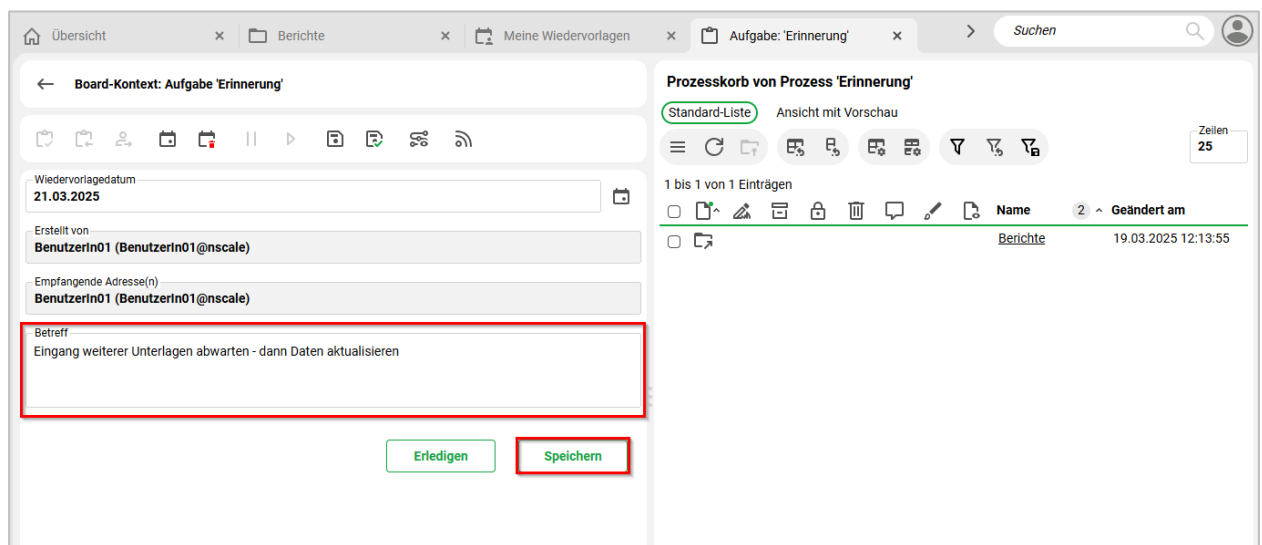 Übersicht
Berichte
Meine Wiedervorlagen
Aufgabe: 'Erinnerung'
Suchen
Board-Kontext: Aufgabe 'Erinnerung'
Wiedervorlagedatum
21.03.2025
Erstellt von
BenutzerIn01 (BenutzerIn01@nscale)
Empfangende Adresse(n)
BenutzerIn01 (BenutzerIn01@nscale)
Betreff
Eingang weiterer Unterlagen abwarten - dann Daten aktualisieren
Erledigen
Speichern
Prozesskorb von Prozess 'Erinnerung'
Standard-Liste
Ansicht mit Vorschau
Zeilen
25
1 bis 1 von 1 Einträgen
Name 2 Geändert am
Berichte 19.03.2025 12:13:55